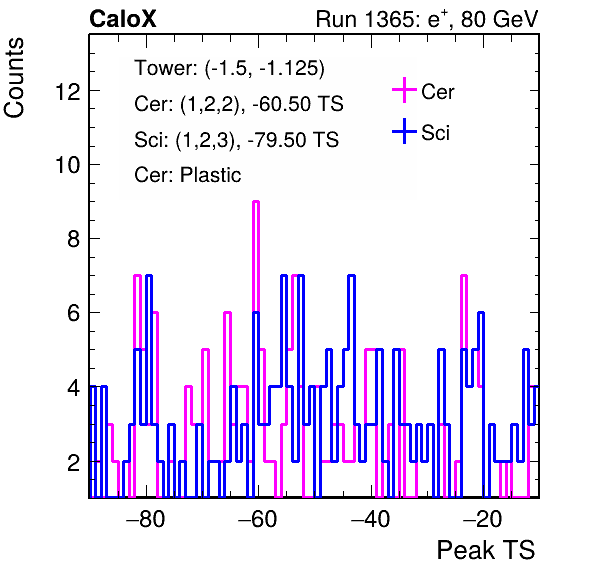 CaloX Run 1365: e⁺, 80 GeV
Counts
Tower: (-1.5, -1.125)
Cer: (1,2,2), -60.50 TS
Sci: (1,2,3), -79.50 TS
Cer: Plastic
Cer
Sci
12
10
8
6
4
2
−80 −60 −40 −20
Peak TS